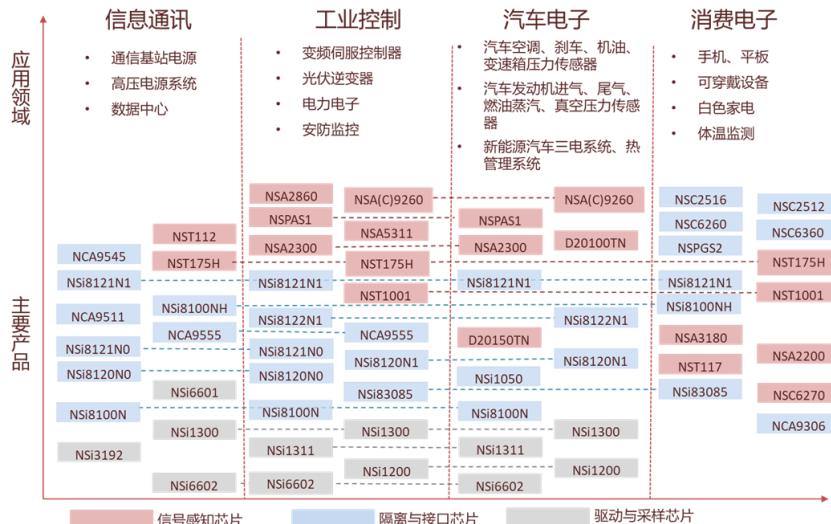 信息通讯
工业控制
汽车电子
消费电子
应用领域
• 通信基站电源
• 高压电源系统
• 数据中心
• 变频伺服控制器
• 光伏逆变器
• 电力电子
• 安防监控
• 汽车空调、刹车、机油、
变速箱压力传感器
• 汽车发动机进气、尾气、
燃油蒸汽、真空压力传感
器
• 新能源汽车三电系统、热
管理系统
• 手机、平板
• 可穿戴设备
• 白色家电
• 体温监测
主要产品
NST112
NCA9545
NST175H
NSi8121N1
NSi8100NH
NCA9511
NCA9555
NSi8121N0
NSi8120N0
NSi6601
NSi8100N
NSi1300
NSi3192
NSi6602
NSA2860
NSA(C)9260
NSPAS1
NSA5311
NSA2300
NST175H
NSi8121N1
NST1001
NSi8122N1
NCA9555
NSi8121N0
NSi8120N1
NSi8120N0
NSi83085
NSi8100N
NSi1300
NSi1311
NSi1200
NSi6602
NSA(C)9260
NSPAS1
NSA2300
D20100TN
NSi8121N1
NSi8122N1
D20150TN
NSi8120N1
NSi1050
NSi8100N
NSi1300
NSi1311
NSi1200
NSi6602
NSC2516
NSC2512
NSC6260
NSC6360
NSPGS2
NST175H
NSi8121N1
NST1001
NSi8100NH
NSA3180
NSA2200
NST117
NSi83085
NSC6270
NCA9306
信号感知芯片
隔离与接口芯片
驱动与采样芯片